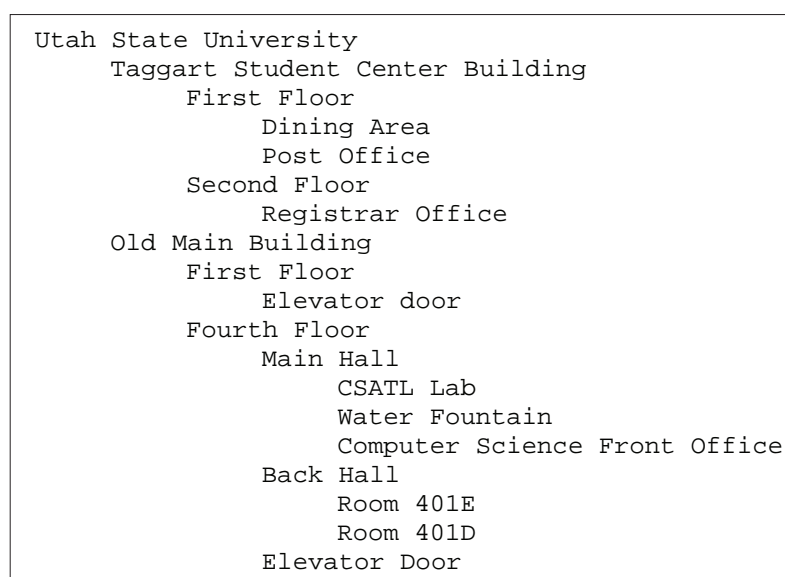 Utah State University
Taggart Student Center Building
First Floor
Dining Area
Post Office
Second Floor
Registrar Office
Old Main Building
First Floor
Elevator door
Fourth Floor
Main Hall
CSATL Lab
Water Fountain
Computer Science Front Office
Back Hall
Room 401E
Room 401D
Elevator Door